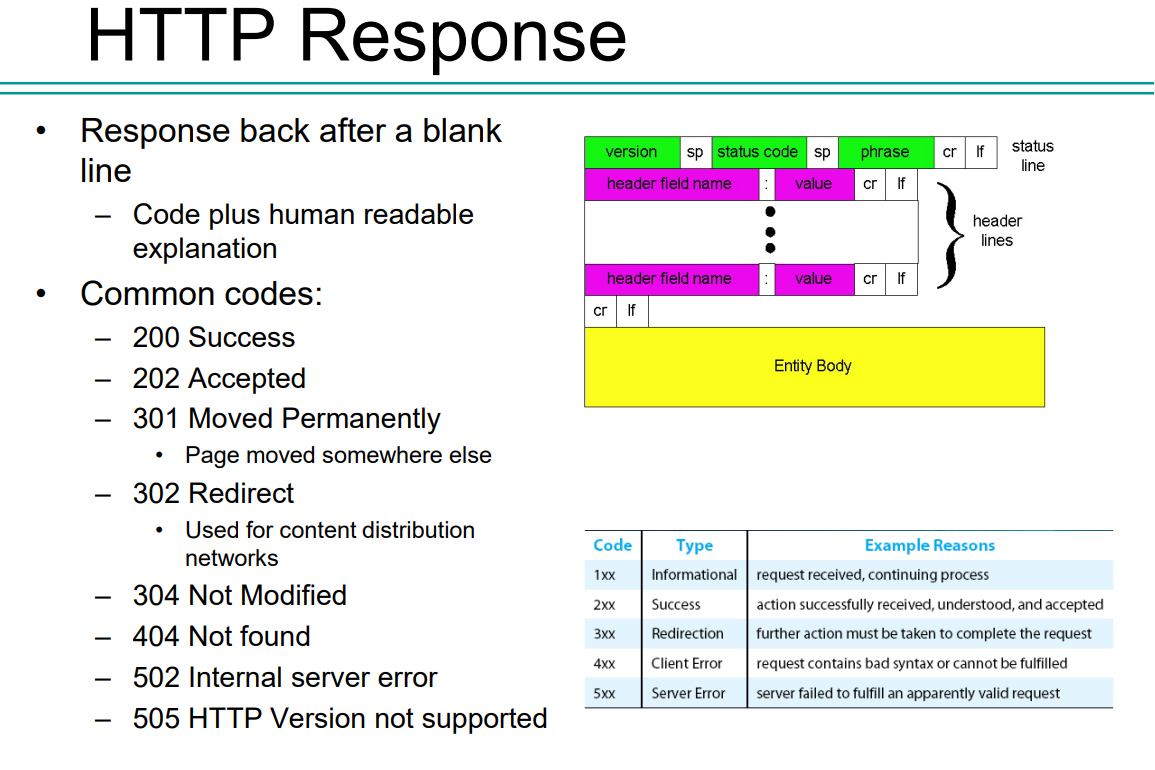 HTTP Response
• Response back after a blank
line
– Code plus human readable
explanation
• Common codes:
– 200 Success
– 202 Accepted
– 301 Moved Permanently
• Page moved somewhere else
– 302 Redirect
• Used for content distribution
networks
– 304 Not Modified
– 404 Not found
– 502 Internal server error
– 505 HTTP Version not supported
version sp status code sp phrase cr lf status
line
header field name : value cr lf
header
lines
header field name : value cr lf
cr lf
Entity Body
Code Type Example Reasons
1xx Informational request received, continuing process
2xx Success action successfully received, understood, and accepted
3xx Redirection further action must be taken to complete the request
4xx Client Error request contains bad syntax or cannot be fulfilled
5xx Server Error server failed to fulfill an apparently valid request